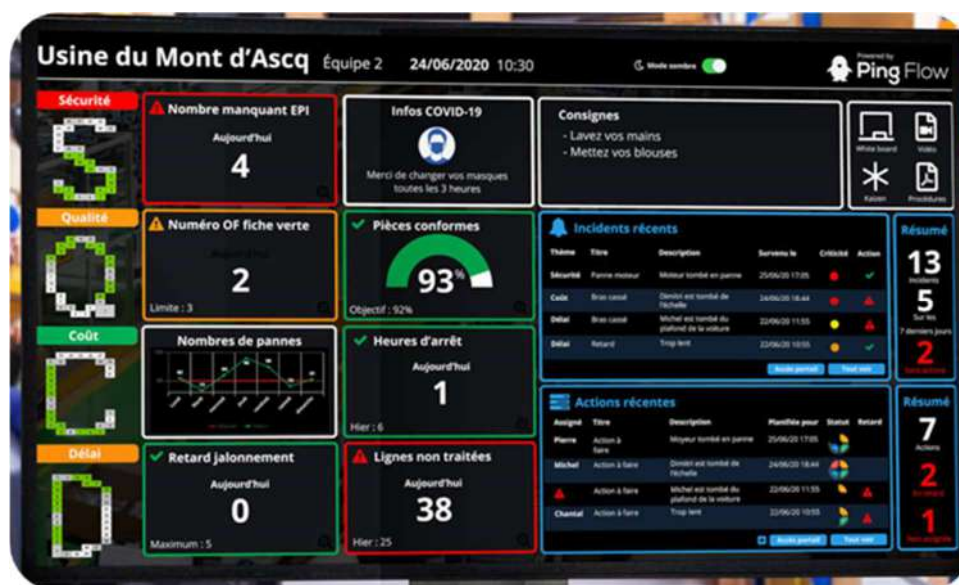 Usine du Mont d'Ascq Équipe 2 24/06/2020 10:30 Mode sombre Powered by
Ping Flow
Sécurité
Nombre manquant EPI
Aujourd'hui
4
Infos COVID-19
Merci de changer vos masques
toutes les 3 heures
Consignes
- Lavez vos mains
- Mettez vos blouses
White board
Vidéo
Kaizen
Procédures
Qualité
Numéro OF fiche verte
2
Limite : 3
Pièces conformes
93%
Objectif : 92%
Incidents récents
Thème Titre Description Survenu le Criticité Action
Sécurité Panne moteur Moteur tombé en panne 25/06/20 17:05
Coût Bras cassé Dimitri est tombé de
l'échelle 24/06/20 18:44
Délai Bras cassé Michel est tombé du
plafond de la voiture 22/06/20 11:55
Délai Retard Trop lent 22/06/20 10:55
Accès portail Tout voir
Résumé
13
Incidents
5
Sur les
7 derniers jours
2
Sans actions
Coût
Nombres de pannes
Heures d'arrêt
Aujourd'hui
1
Hier : 6
Délai
Retard jalonnement
Aujourd'hui
0
Maximum : 5
Lignes non traitées
Aujourd'hui
38
Hier : 25
Actions récentes
Assigné Titre Description Planifiée pour Statut Retard
Pierre Action à
faire Moyeur tombé en panne 25/06/20 17:05
Michel Action à faire Dimitri est tombé de
l'échelle 24/06/20 18:44
Action à faire Michel est tombé du
plafond de la voiture 22/06/20 11:55
Chantal Action à faire Trop lent 22/06/20 10:55
Accès portail Tout voir
Résumé
7
Actions
2
En retard
1
Non assignée